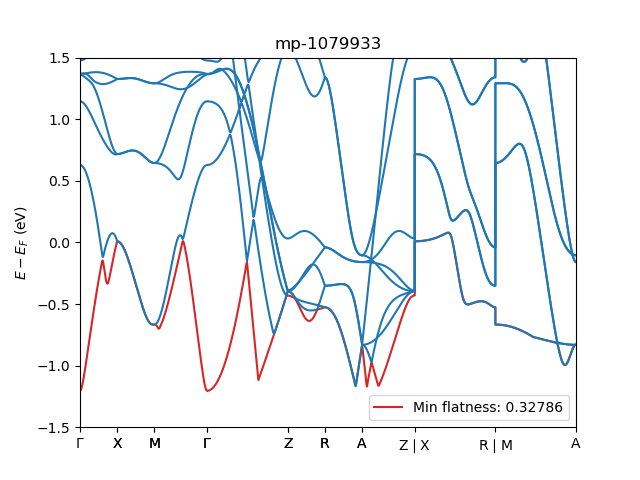 mp-1079933
E − E_F (eV)
1.5
1.0
0.5
0.0
−0.5
−1.0
−1.5
Min flatness: 0.32786
Γ X M Γ Z R A Z | X R | M A